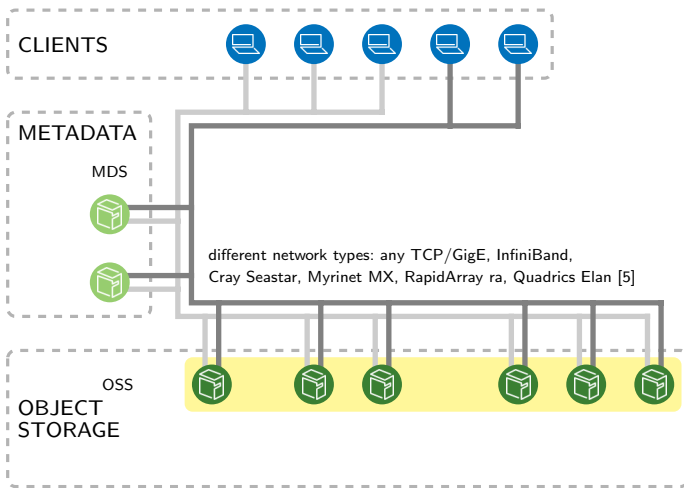 CLIENTS
METADATA
MDS
different network types: any TCP/GigE, InfiniBand,
Cray Seastar, Myrinet MX, RapidArray ra, Quadrics Elan [5]
OSS
OBJECT
STORAGE